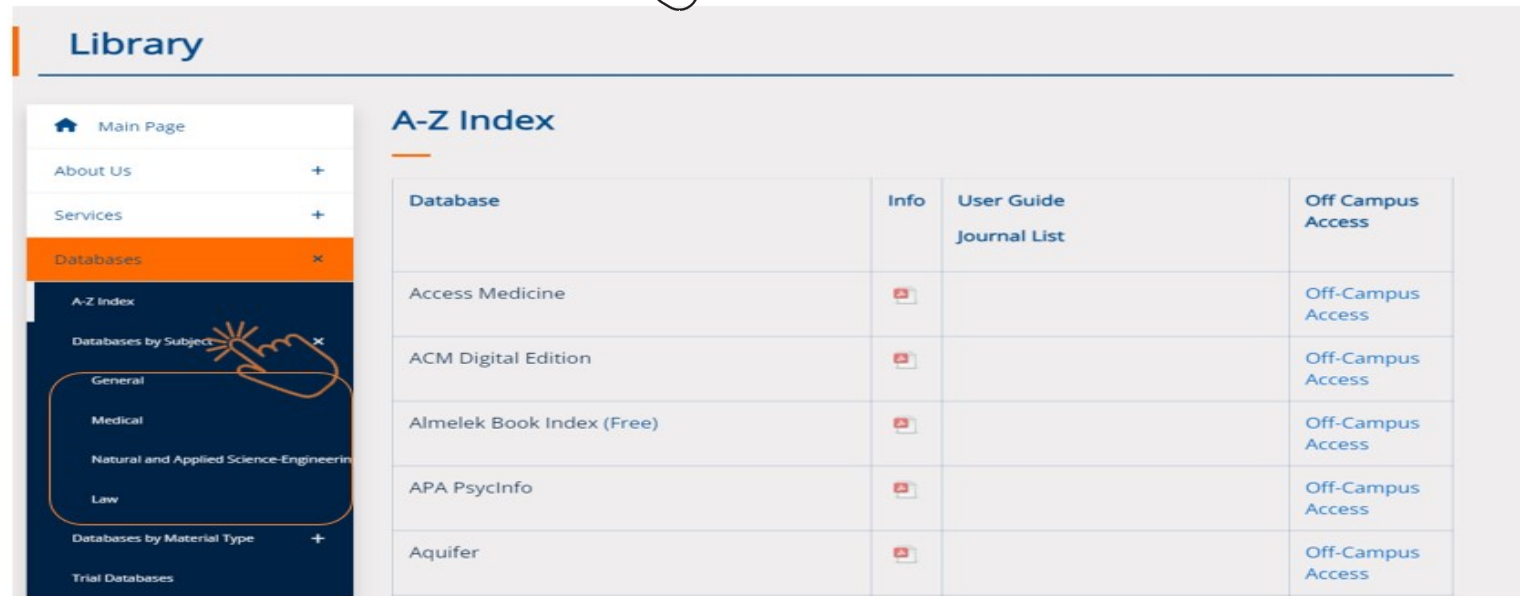 Library
Main Page
About Us +
Services +
Databases ×
A-Z Index
Databases by Subject ×
General
Medical
Natural and Applied Science-Engineerin
Law
Databases by Material Type +
Trial Databases
A-Z Index
Database Info User Guide Off Campus
Journal List Access
Access Medicine Off-Campus
Access
ACM Digital Edition Off-Campus
Access
Almelek Book Index (Free) Off-Campus
Access
APA PsycInfo Off-Campus
Access
Aquifer Off-Campus
Access